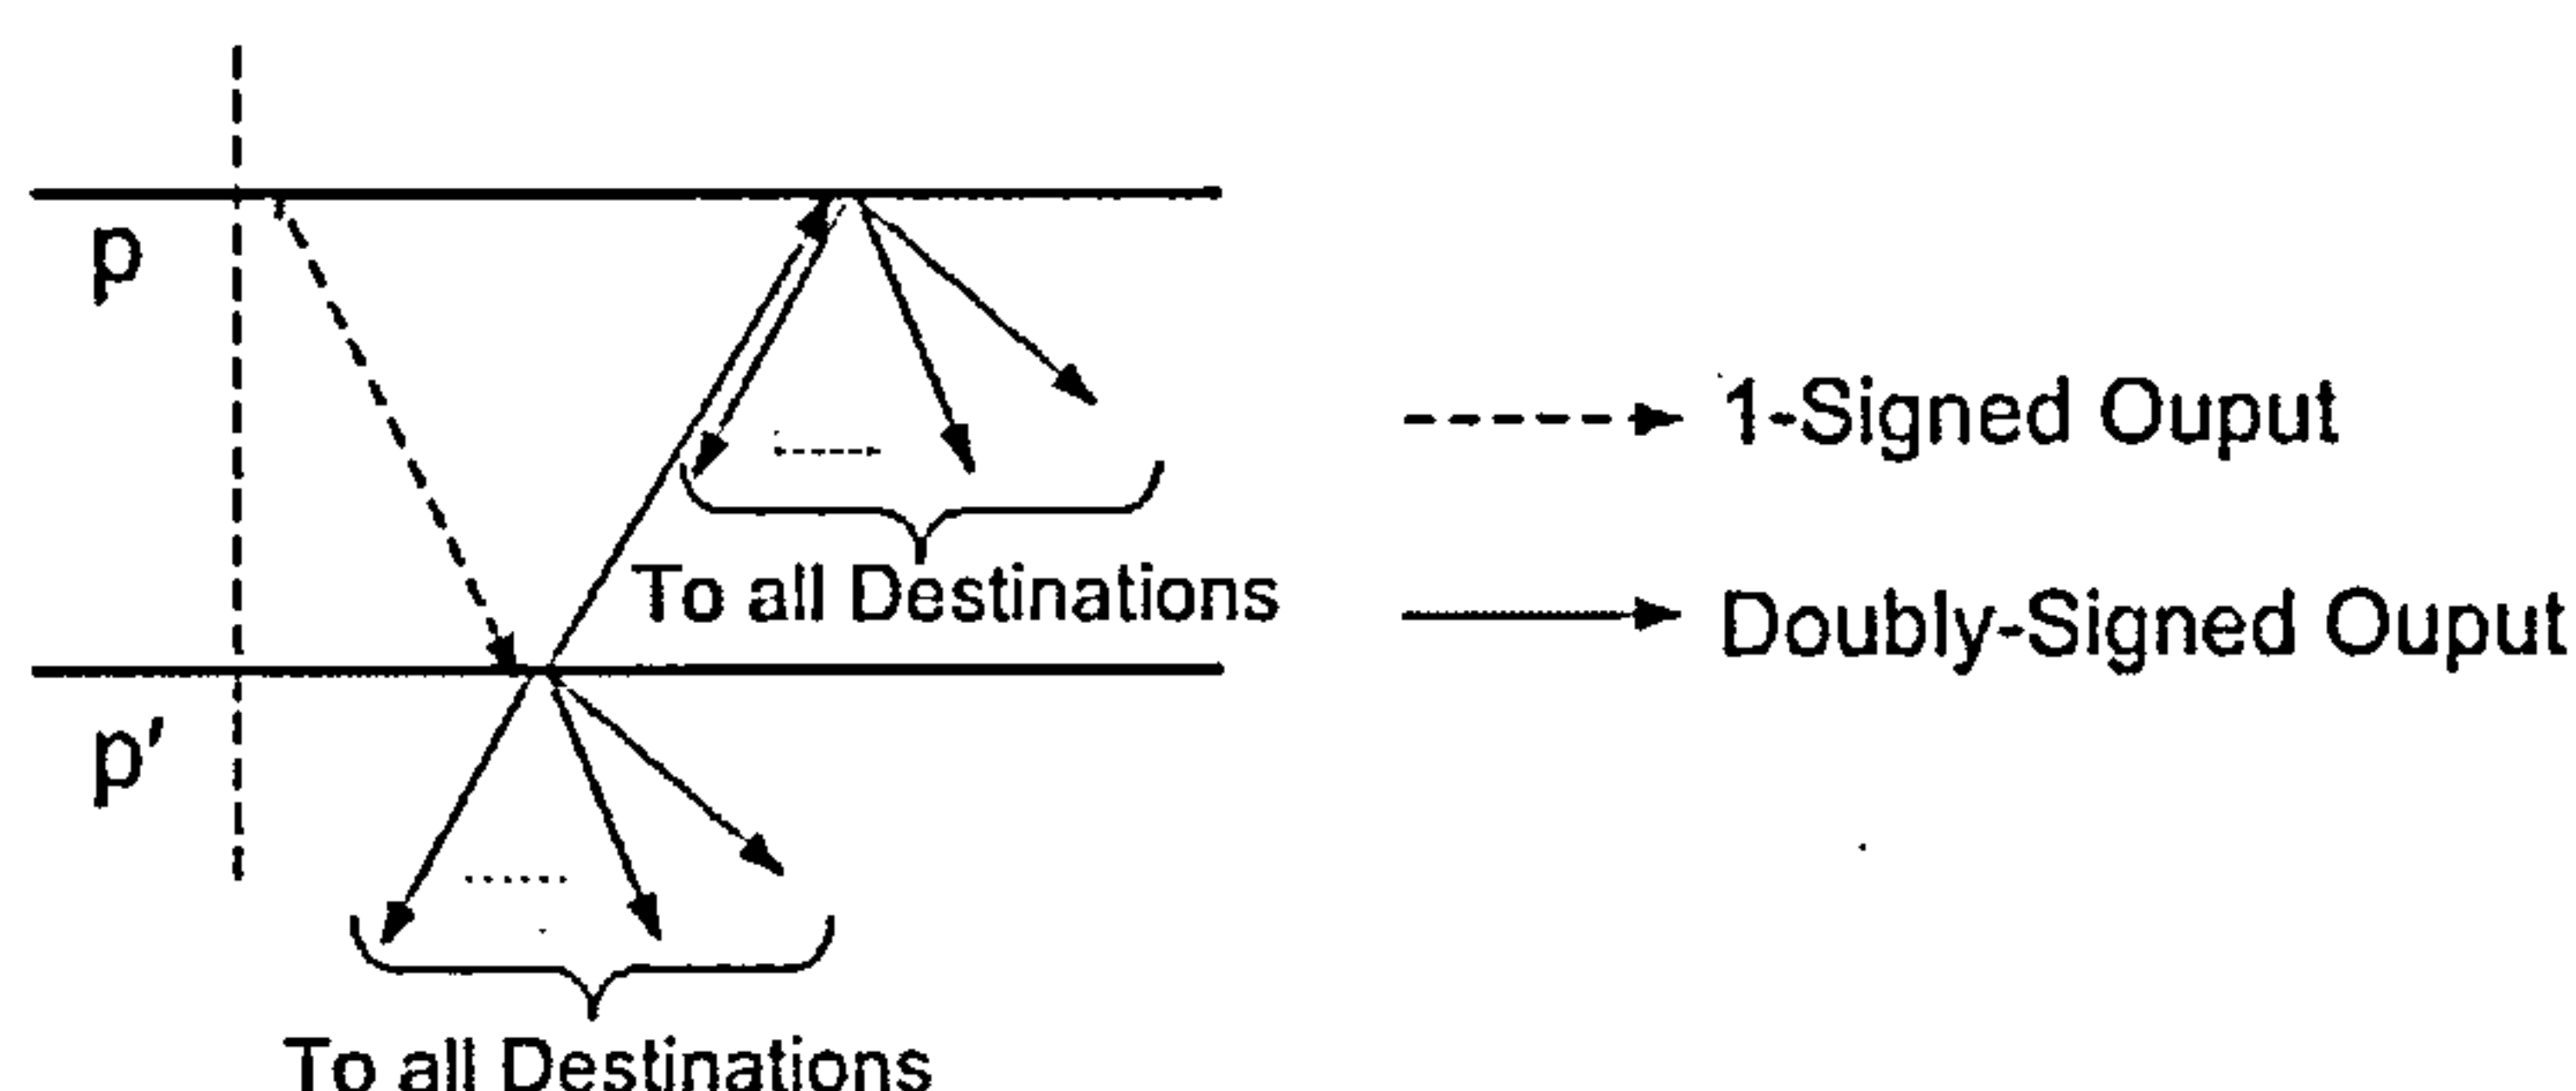 p
1-Signed Ouput
To all Destinations
Doubly-Signed Ouput
p'
To all Destinations